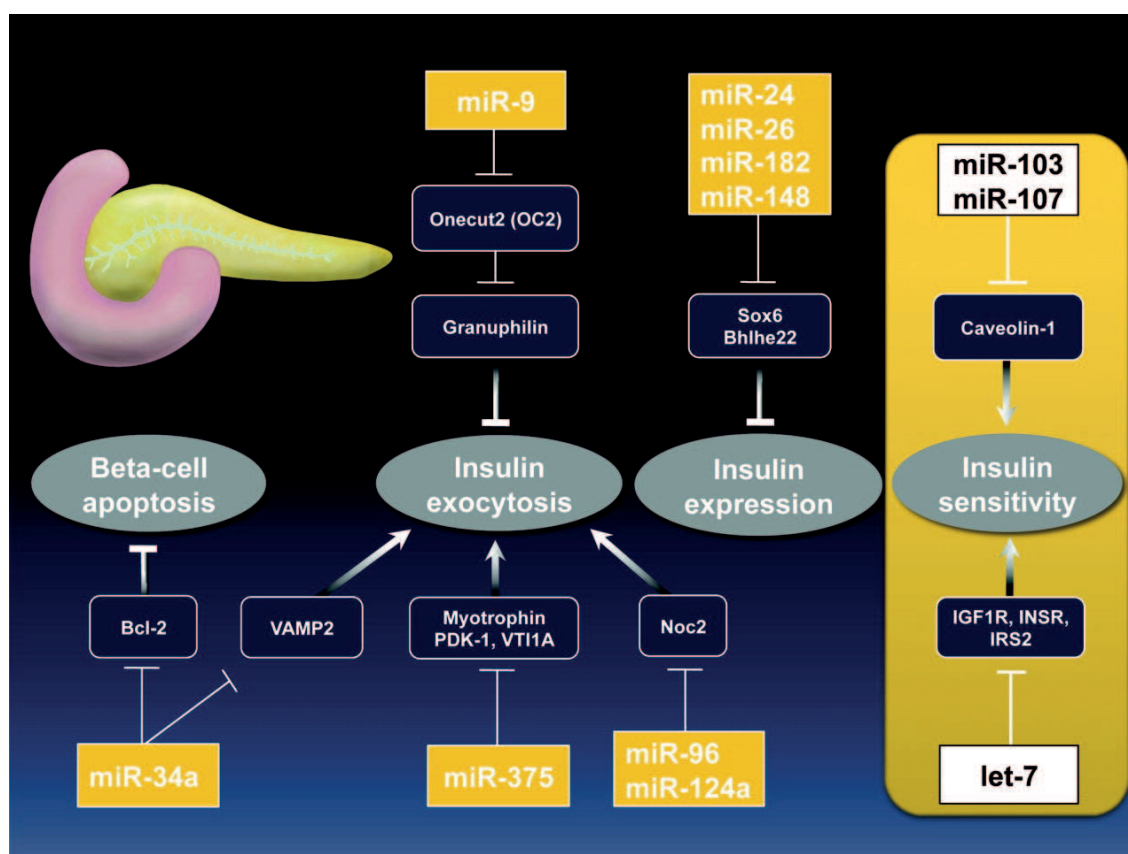 miR-9
Onecut2 (OC2)
Granuphilin
miR-24
miR-26
miR-182
miR-148
Sox6
Bhlhe22
miR-103
miR-107
Caveolin-1
Beta-cell
apoptosis
Insulin
exocytosis
Insulin
expression
Insulin
sensitivity
Bcl-2
VAMP2
Myotrophin
PDK-1, VTI1A
Noc2
IGF1R, INSR,
IRS2
miR-34a
miR-375
miR-96
miR-124a
let-7